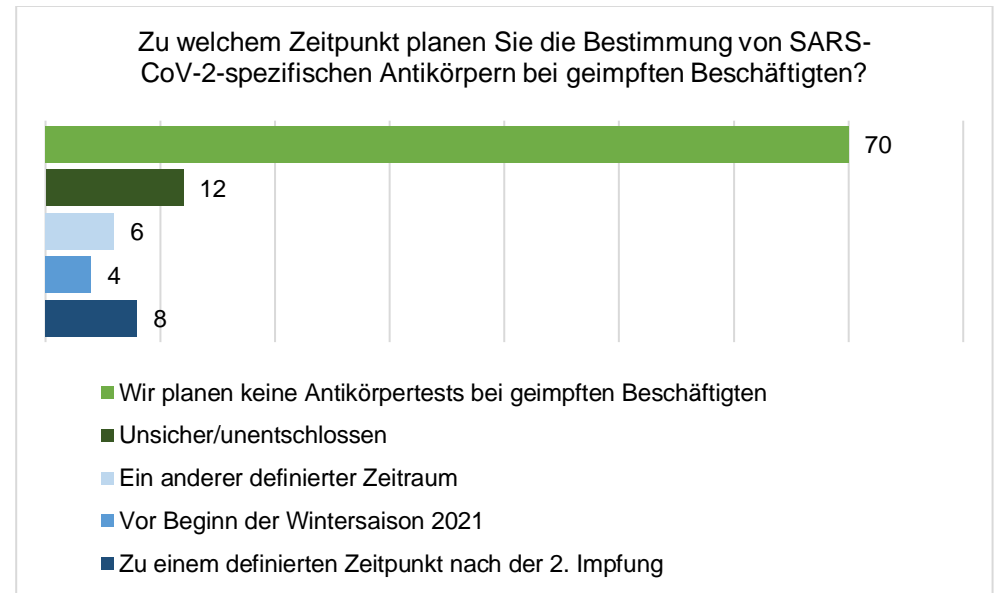 Zu welchem Zeitpunkt planen Sie die Bestimmung von SARS-
CoV-2-spezifischen Antikörpern bei geimpften Beschäftigten?
70
12
6
4
8
Wir planen keine Antikörpertests bei geimpften Beschäftigten
Unsicher/unentschlossen
Ein anderer definierter Zeitraum
Vor Beginn der Wintersaison 2021
Zu einem definierten Zeitpunkt nach der 2. Impfung